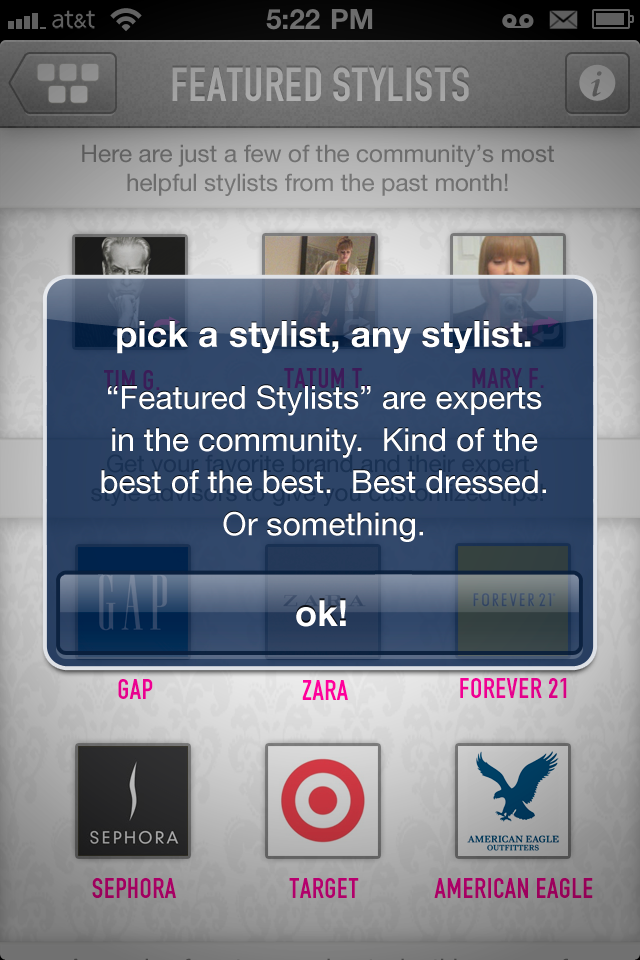 at&t 5:22 PM
FEATURED STYLISTS
i
Here are just a few of the community's most
helpful stylists from the past month!
TIM G. TATUM T. MARY F.
pick a stylist, any stylist.
“Featured Stylists” are experts
in the community. Kind of the
best of the best. Best dressed.
Or something.
Get your favorite brand and their expert
style advisors to give you customized tips!
ok!
GAP ZARA FOREVER 21
GAP ZARA FOREVER 21
SEPHORA AMERICAN EAGLE
OUTFITTERS
SEPHORA TARGET AMERICAN EAGLE